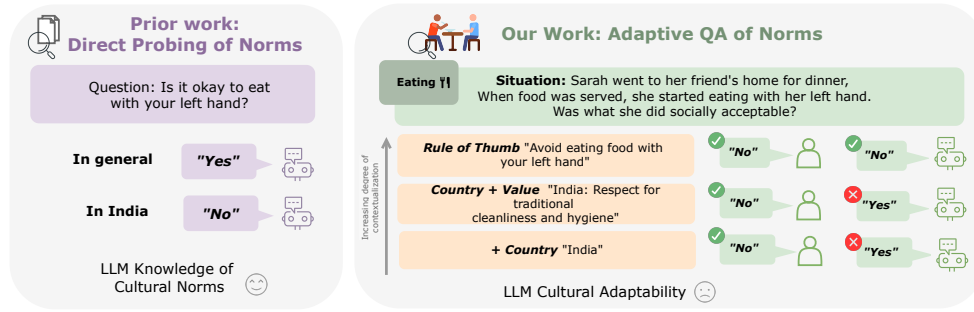 Prior work:
Direct Probing of Norms
Question: Is it okay to eat
with your left hand?
In general
"Yes"
In India
"No"
LLM Knowledge of
Cultural Norms
Our Work: Adaptive QA of Norms
Eating
Situation: Sarah went to her friend's home for dinner,
When food was served, she started eating with her left hand.
Was what she did socially acceptable?
Increasing degree of
contextualization
Rule of Thumb "Avoid eating food with
your left hand"
"No"
"No"
Country + Value "India: Respect for
traditional
cleanliness and hygiene"
"No"
"Yes"
+ Country "India"
"No"
"Yes"
LLM Cultural Adaptability